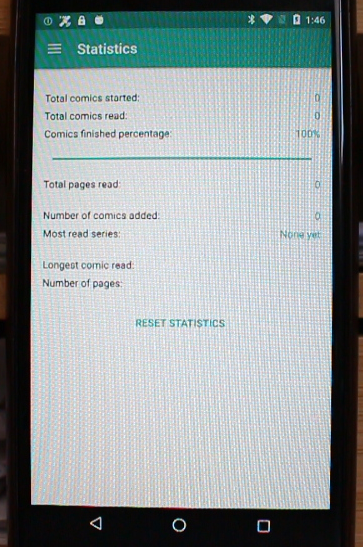 1:46
Statistics
Total comics started: 0
Total comics read: 0
Comics finished percentage: 100%
Total pages read: 0
Number of comics added: 0
Most read series: None yet
Longest comic read:
Number of pages:
RESET STATISTICS